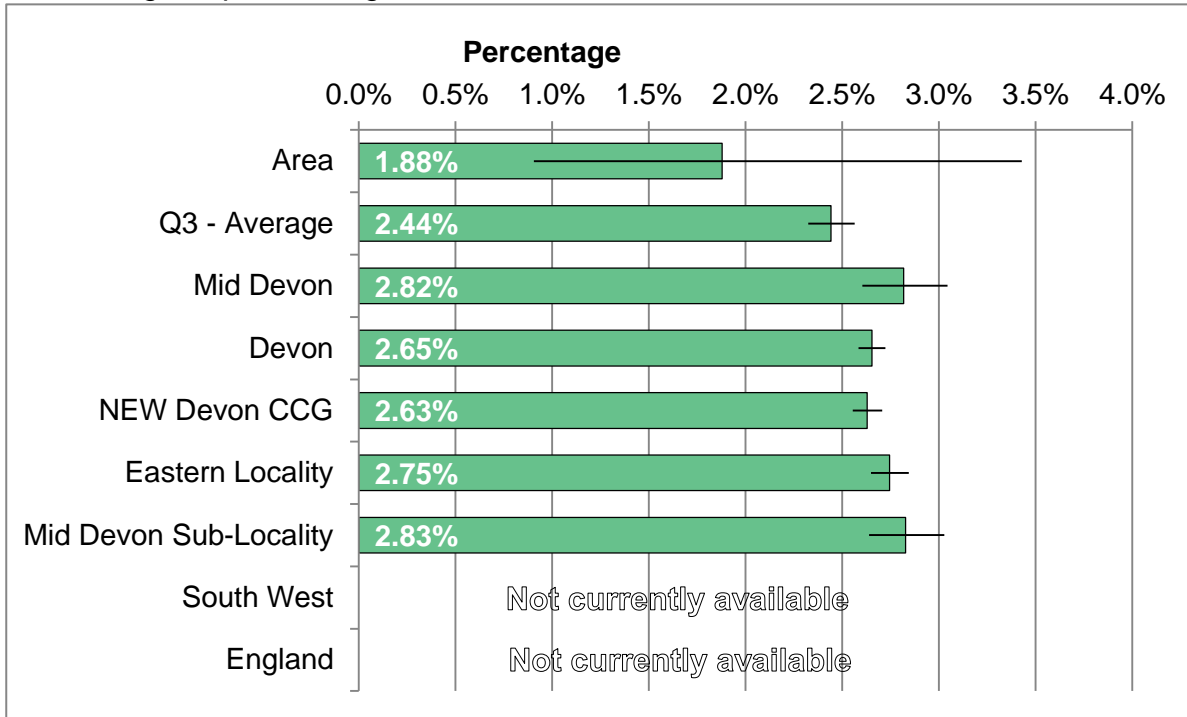 Percentage
0.0% 0.5% 1.0% 1.5% 2.0% 2.5% 3.0% 3.5% 4.0%
Area 1.88%
Q3 - Average 2.44%
Mid Devon 2.82%
Devon 2.65%
NEW Devon CCG 2.63%
Eastern Locality 2.75%
Mid Devon Sub-Locality 2.83%
South West Not currently available
England Not currently available